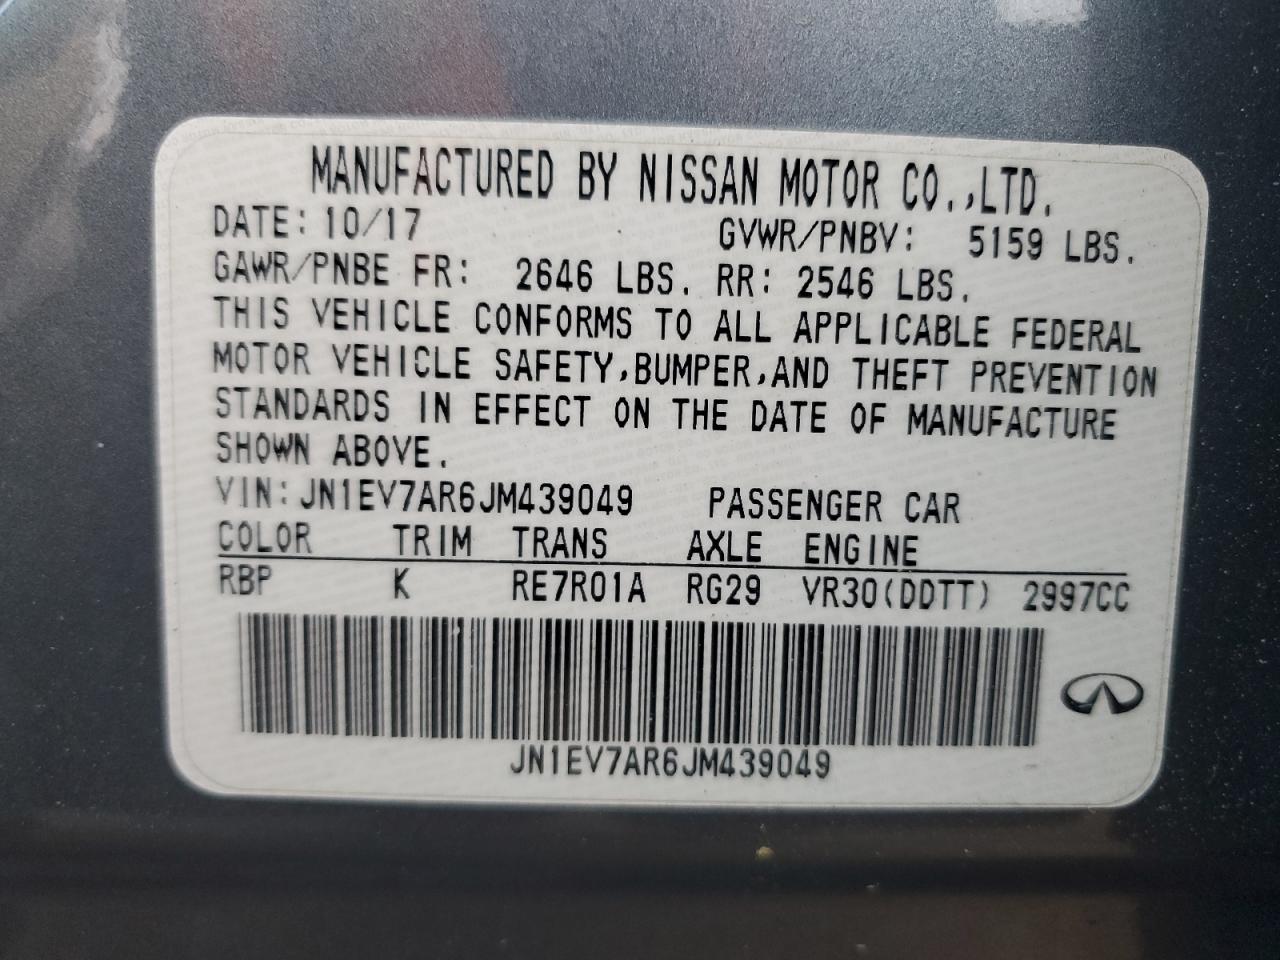 MANUFACTURED BY NISSAN MOTOR CO.,LTD.
DATE: 10/17 GVWR/PNBV: 5159 LBS.
GAWR/PNBE FR: 2646 LBS. RR: 2546 LBS.
THIS VEHICLE CONFORMS TO ALL APPLICABLE FEDERAL
MOTOR VEHICLE SAFETY,BUMPER,AND THEFT PREVENTION
STANDARDS IN EFFECT ON THE DATE OF MANUFACTURE
SHOWN ABOVE.
VIN: JN1EV7AR6JM439049 PASSENGER CAR
COLOR TRIM TRANS AXLE ENGINE
RBP K RE7R01A RG29 VR30(DDTT) 2997CC
JN1EV7AR6JM439049